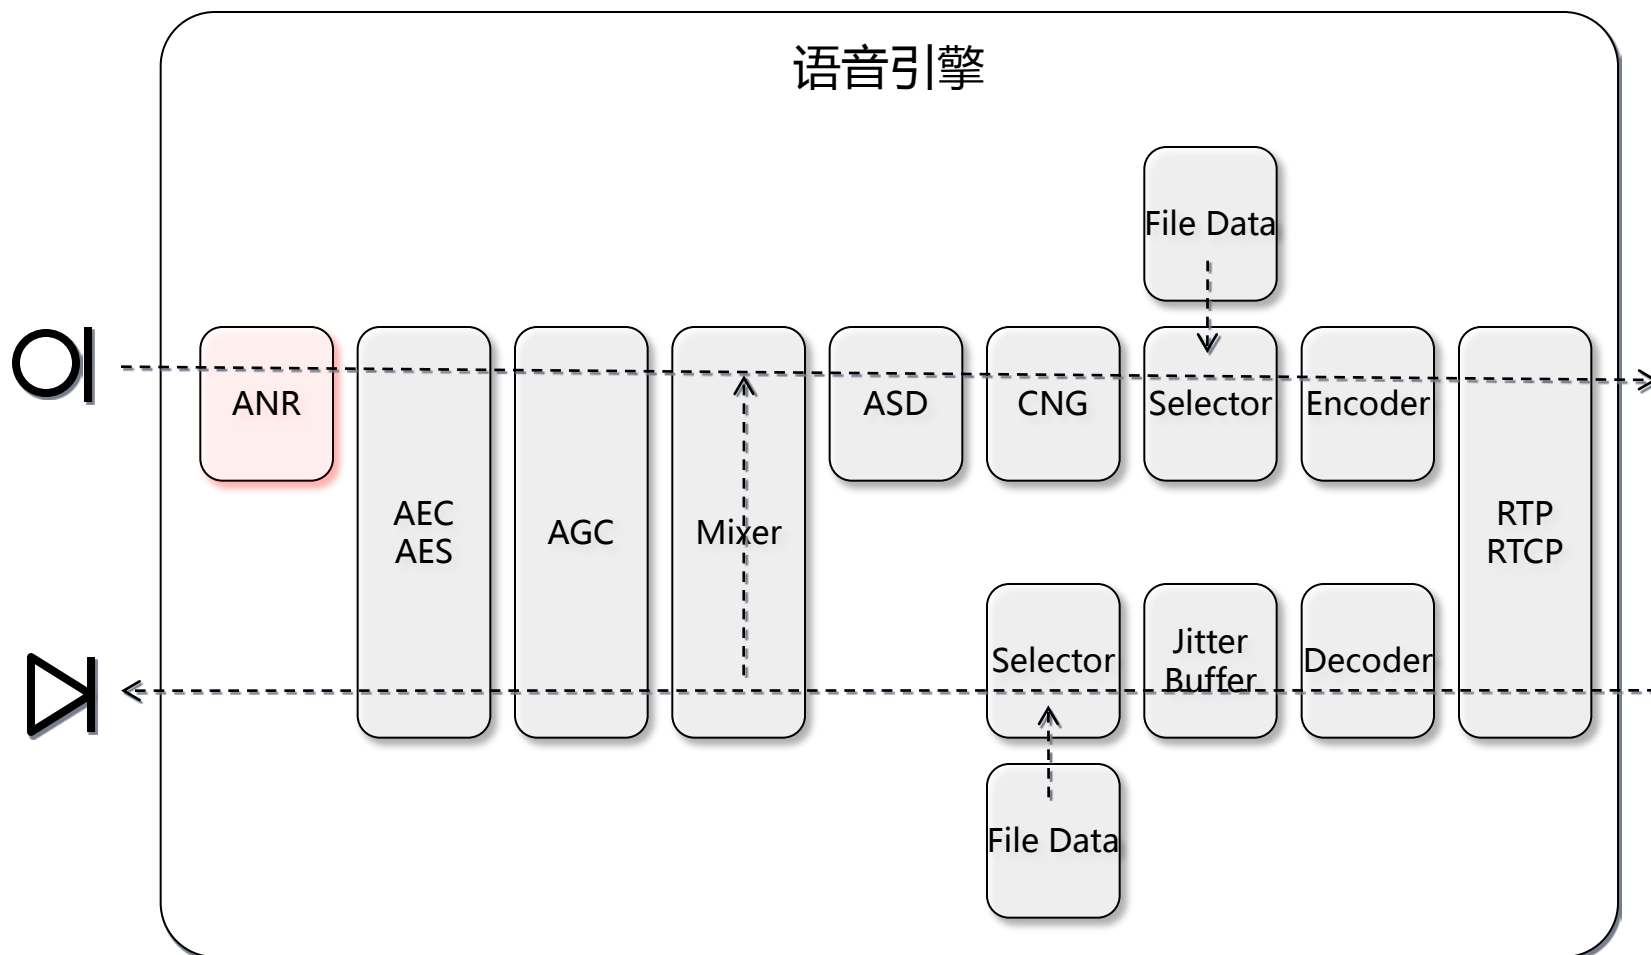 语音引擎
File Data
ANR
AEC
AES
AGC
Mixer
ASD
CNG
Selector
Encoder
RTP
RTCP
Selector
Jitter
Buffer
Decoder
File Data